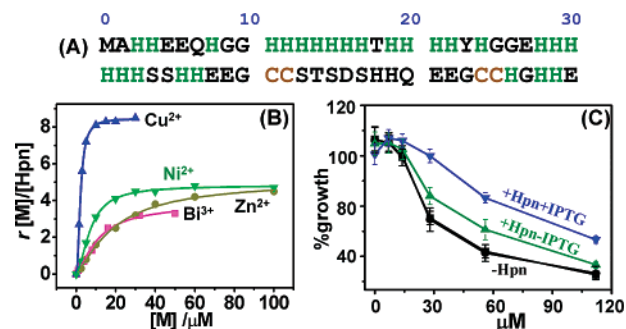 0 10 20 30
(A) MAHHEEQHGG HHHHHHHTHH HHYHGGEHHH
HHHSSHHEEG CCSTSDSHHQ EEGCCHGHHE
(B)
r [M]/[Hpn]
8
6
4
2
0
Cu²⁺
Ni²⁺
Bi³⁺
Zn²⁺
0 20 40 60 80 100
[M] /μM
(C)
%growth
120
100
80
60
40
+Hpn+IPTG
+Hpn-IPTG
-Hpn
0 30 60 90
μM